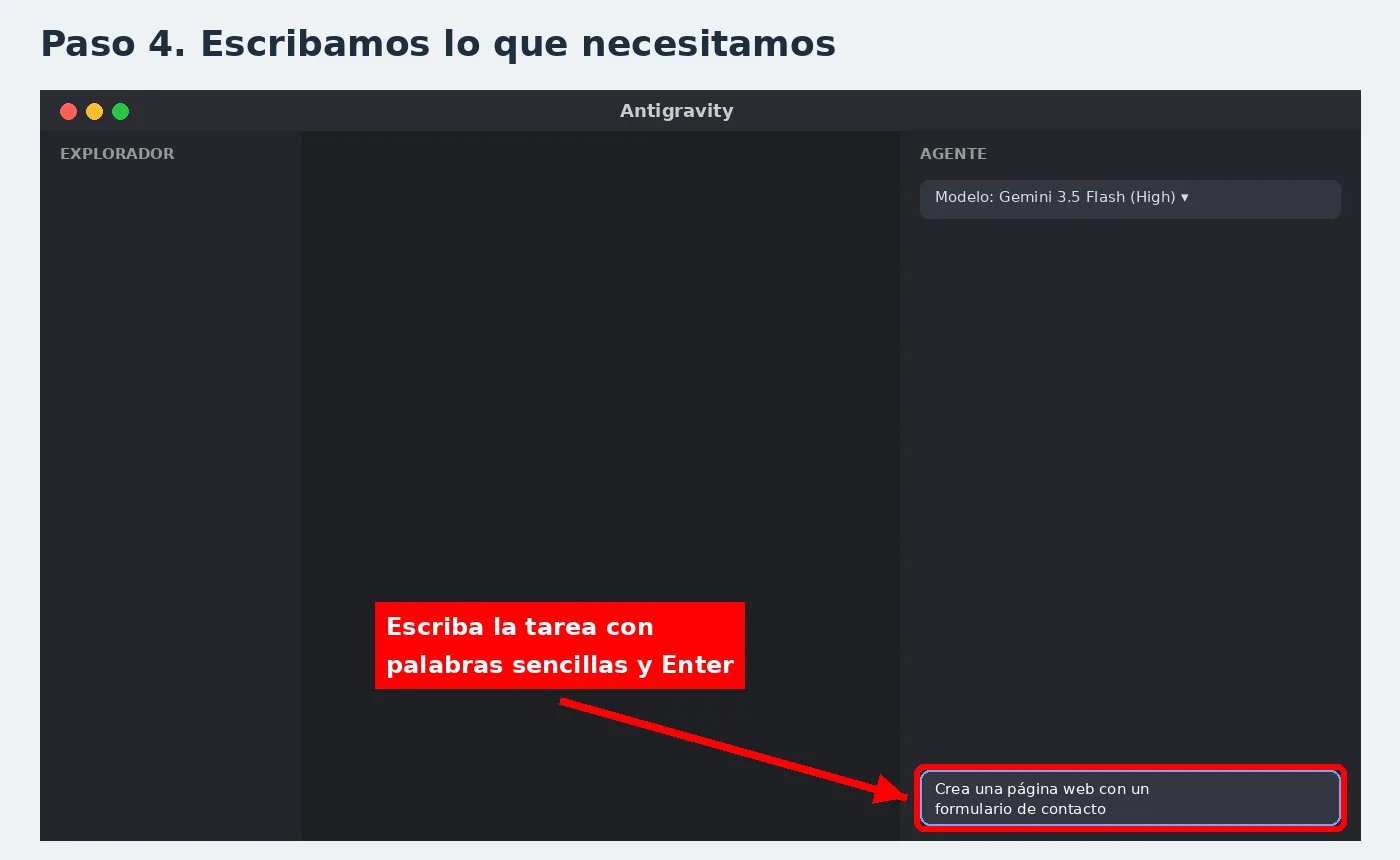 Paso 4. Escribamos lo que necesitamos
Antigravity
EXPLORADOR
AGENTE
Modelo: Gemini 3.5 Flash (High) ▾
Escriba la tarea con
palabras sencillas y Enter
Crea una página web con un
formulario de contacto